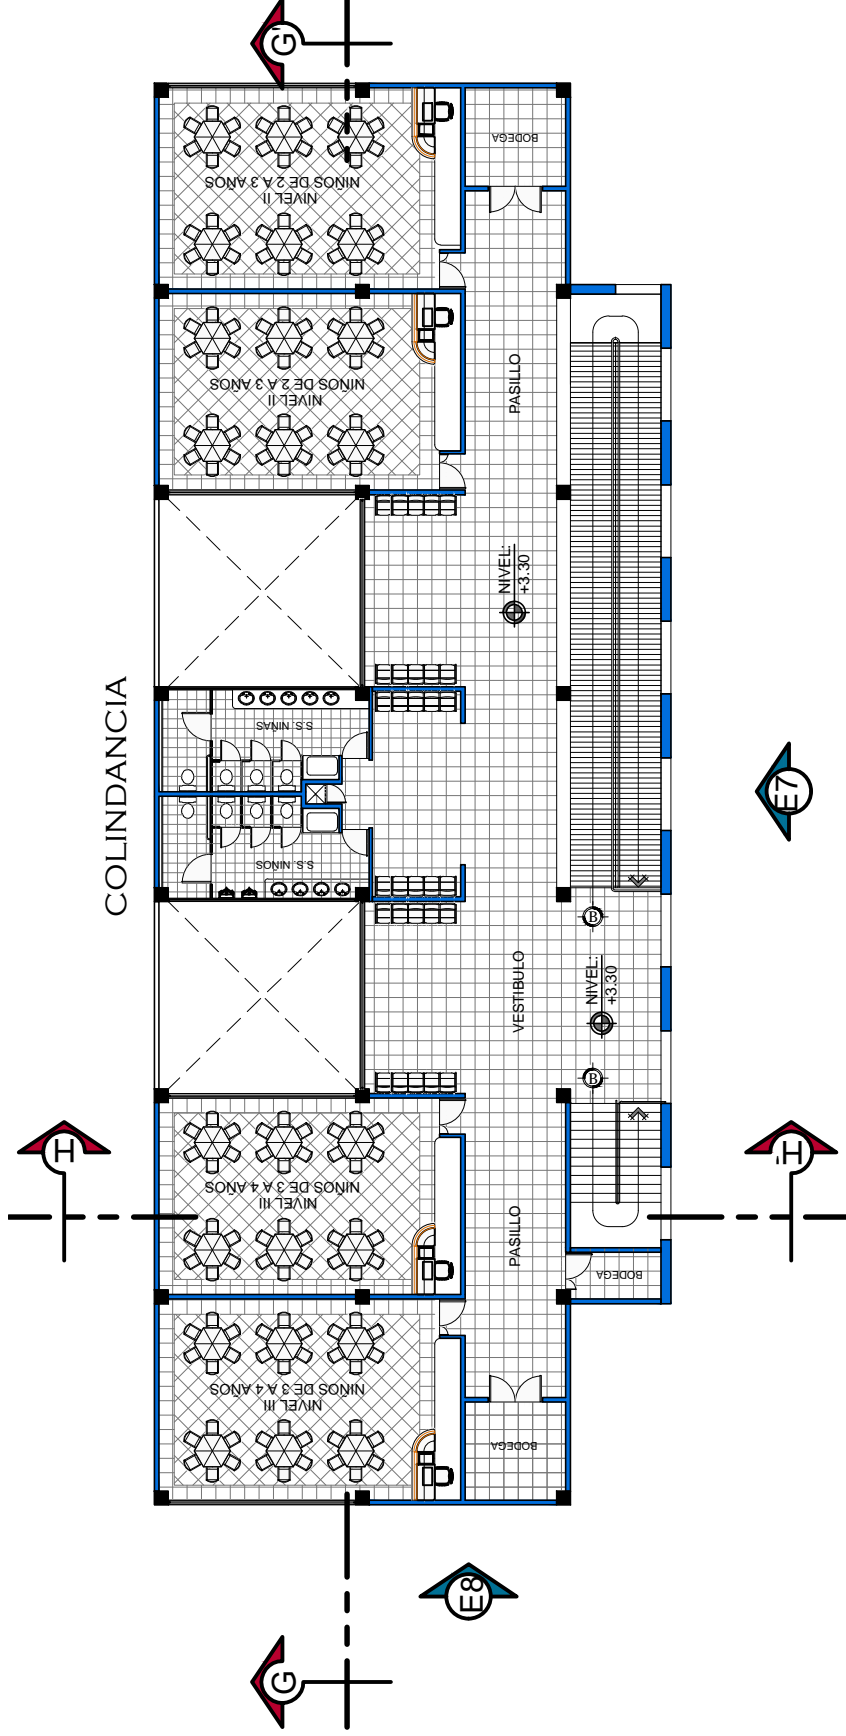 G'
BODEGA
NIVEL II
NIÑOS DE 2 A 3 AÑOS
NIVEL II
NIÑOS DE 2 A 3 AÑOS
PASILLO
NIVEL:
+3.30
COLINDANCIA
S.S. NIÑAS
E7
S.S. NIÑOS
B
VESTIBULO
NIVEL:
+3.30
B
H
'H
NIVEL III
NIÑOS DE 3 A 4 AÑOS
PASILLO
BODEGA
NIVEL III
NIÑOS DE 3 A 4 AÑOS
BODEGA
E8
G